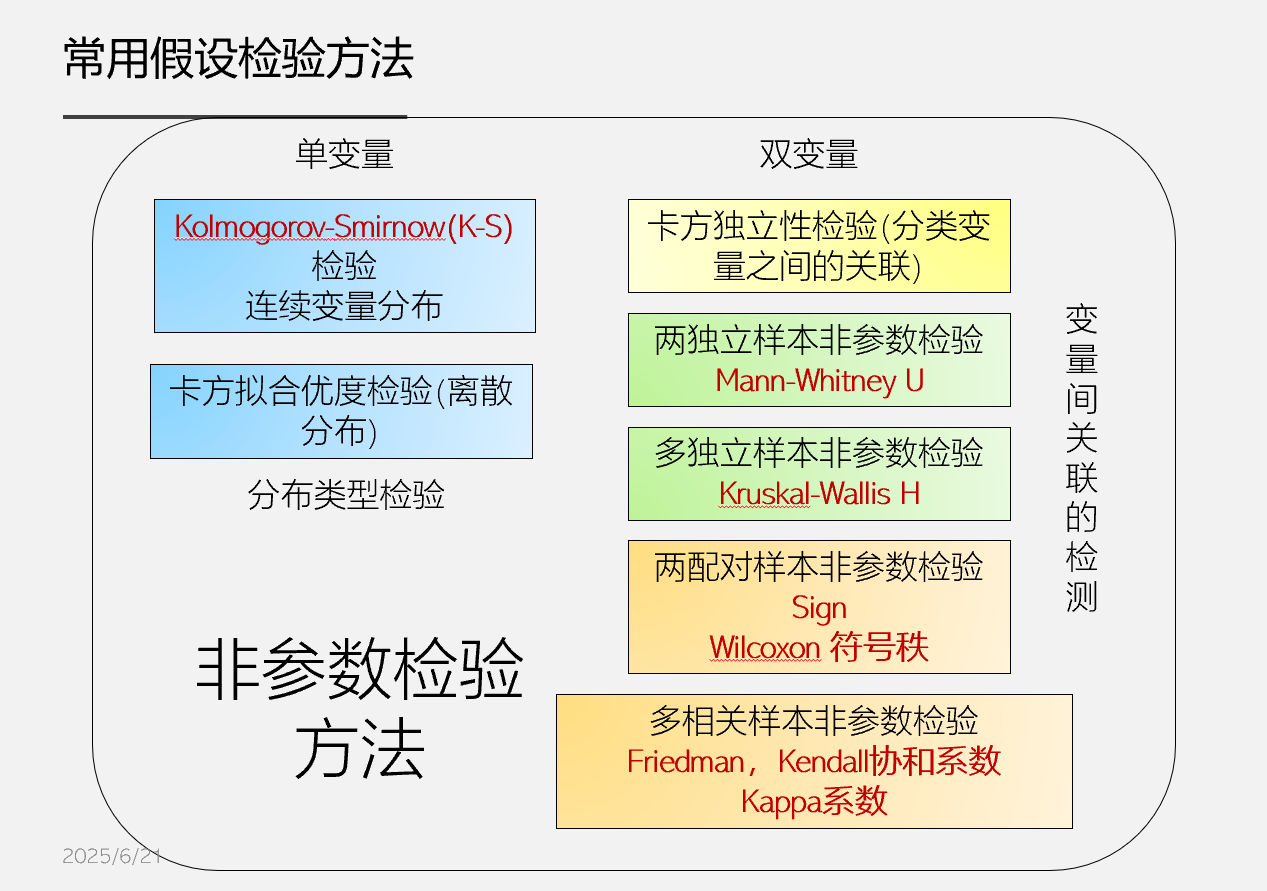 常用假设检验方法
单变量
Kolmogorov-Smirnow(K-S)
检验
连续变量分布
卡方拟合优度检验(离散
分布)
分布类型检验
非参数检验
方法
双变量
卡方独立性检验(分类变
量之间的关联)
两独立样本非参数检验
Mann-Whitney U
多独立样本非参数检验
Kruskal-Wallis H
两配对样本非参数检验
Sign
Wilcoxon 符号秩
多相关样本非参数检验
Friedman，Kendall协和系数
Kappa系数
变量间关联的检测
2025/6/21